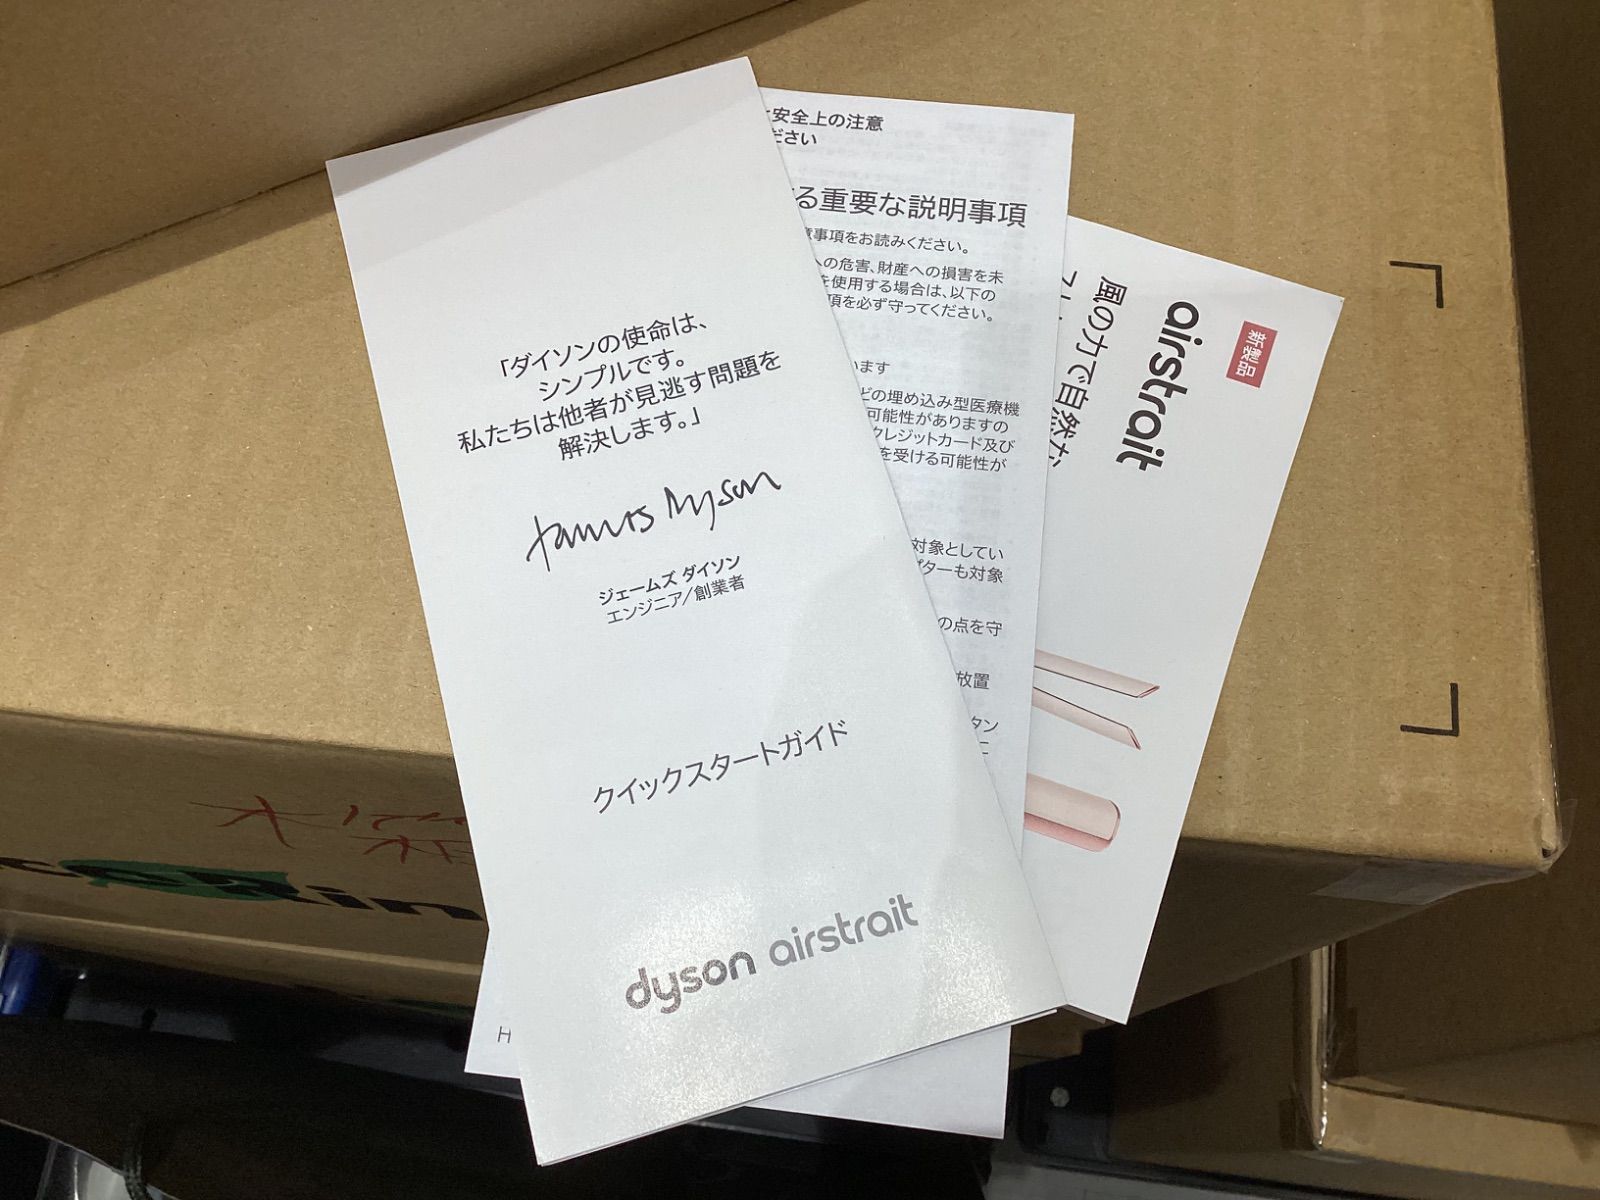 「ダイソンの使命は、
シンプルです。
私たちは他者が見逃す問題を
解決します。」
James Dyson
ジェームズ ダイソン
エンジニア/創業者
クイックスタートガイド
dyson airstrait
安全上の注意
ださい
る重要な説明事項
事項をお読みください。
への危害、財産への損害を未
を使用する場合は、以下の
項を必ず守ってください。
います
どの埋め込み型医療機
可能性がありますの
クレジットカード及び
を受ける可能性が
対象としてい
プターも対象
の点を守
放置
タン
に
H
新製品
airstrait
風の力で自然な
in